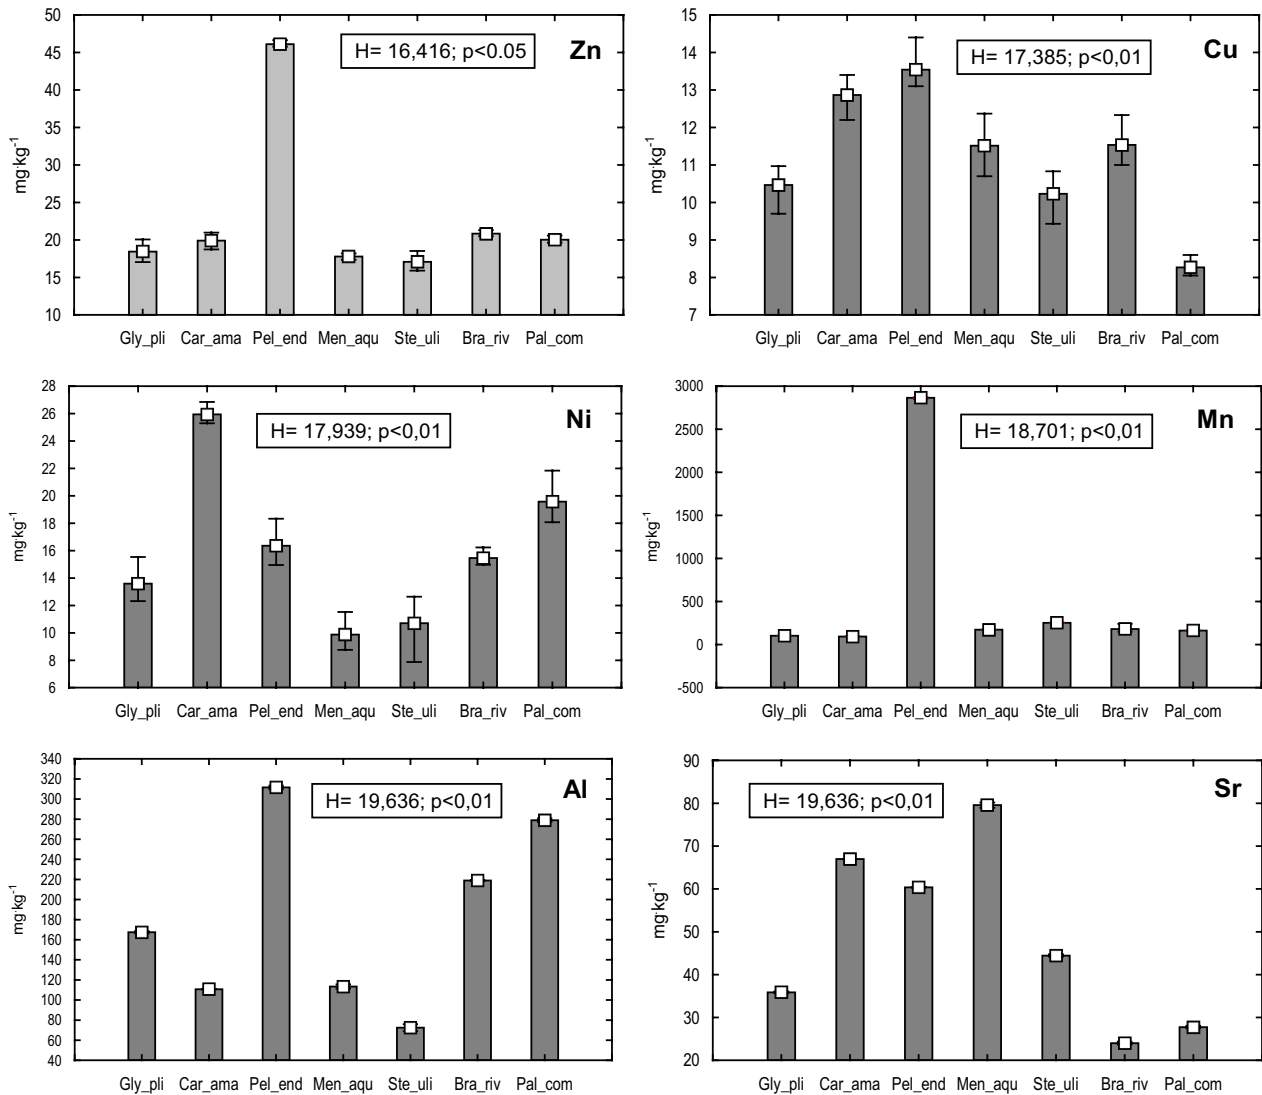 Zn
H= 16,416; p<0.05
mg·kg-1
50
45
40
35
30
25
20
15
10
Gly_pli Car_ama Pel_end Men_aqu Ste_uli Bra_riv Pal_com
Cu
H= 17,385; p<0,01
mg·kg-1
15
14
13
12
11
10
9
8
7
Gly_pli Car_ama Pel_end Men_aqu Ste_uli Bra_riv Pal_com
Ni
H= 17,939; p<0,01
mg·kg-1
28
26
24
22
20
18
16
14
12
10
8
6
Gly_pli Car_ama Pel_end Men_aqu Ste_uli Bra_riv Pal_com
Mn
H= 18,701; p<0,01
mg·kg-1
3000
2500
2000
1500
1000
500
0
-500
Gly_pli Car_ama Pel_end Men_aqu Ste_uli Bra_riv Pal_com
Al
H= 19,636; p<0,01
mg·kg-1
340
320
300
280
260
240
220
200
180
160
140
120
100
80
60
40
Gly_pli Car_ama Pel_end Men_aqu Ste_uli Bra_riv Pal_com
Sr
H= 19,636; p<0,01
mg·kg-1
90
80
70
60
50
40
30
20
Gly_pli Car_ama Pel_end Men_aqu Ste_uli Bra_riv Pal_com